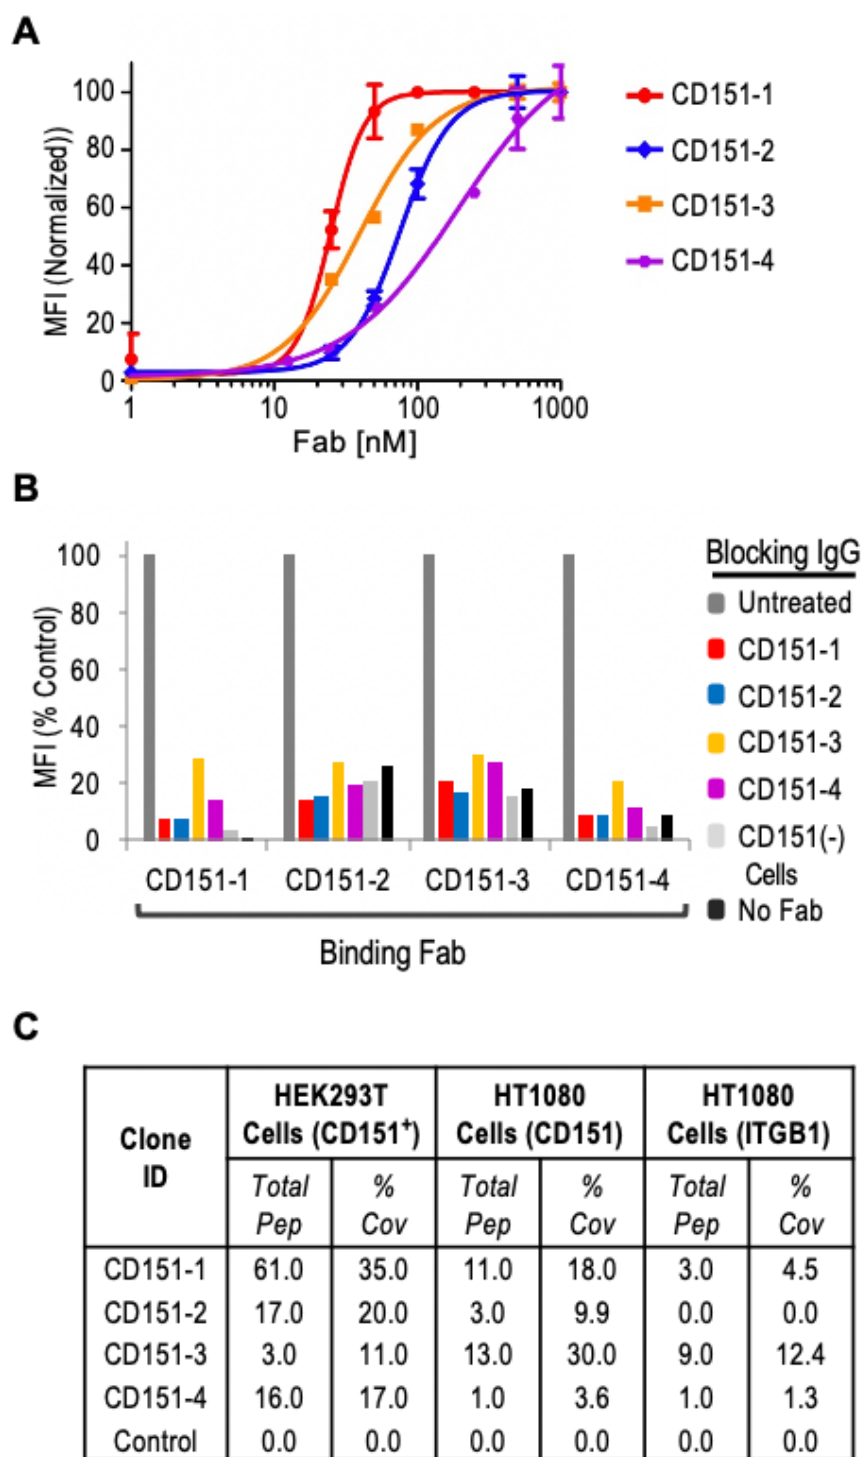 A
MFI (Normalized))
100
80
60
40
20
0
1 10 100 1000
Fab [nM]
CD151-1
CD151-2
CD151-3
CD151-4
B
MFI (% Control)
100
80
60
40
20
0
CD151-1 CD151-2 CD151-3 CD151-4
Binding Fab
Blocking IgG
Untreated
CD151-1
CD151-2
CD151-3
CD151-4
CD151(-)
Cells
No Fab
C
Clone ID HEK293T Cells (CD151⁺) HT1080 Cells (CD151) HT1080 Cells (ITGB1)
Total Pep % Cov Total Pep % Cov Total Pep % Cov
CD151-1 61.0 35.0 11.0 18.0 3.0 4.5
CD151-2 17.0 20.0 3.0 9.9 0.0 0.0
CD151-3 3.0 11.0 13.0 30.0 9.0 12.4
CD151-4 16.0 17.0 1.0 3.6 1.0 1.3
Control 0.0 0.0 0.0 0.0 0.0 0.0